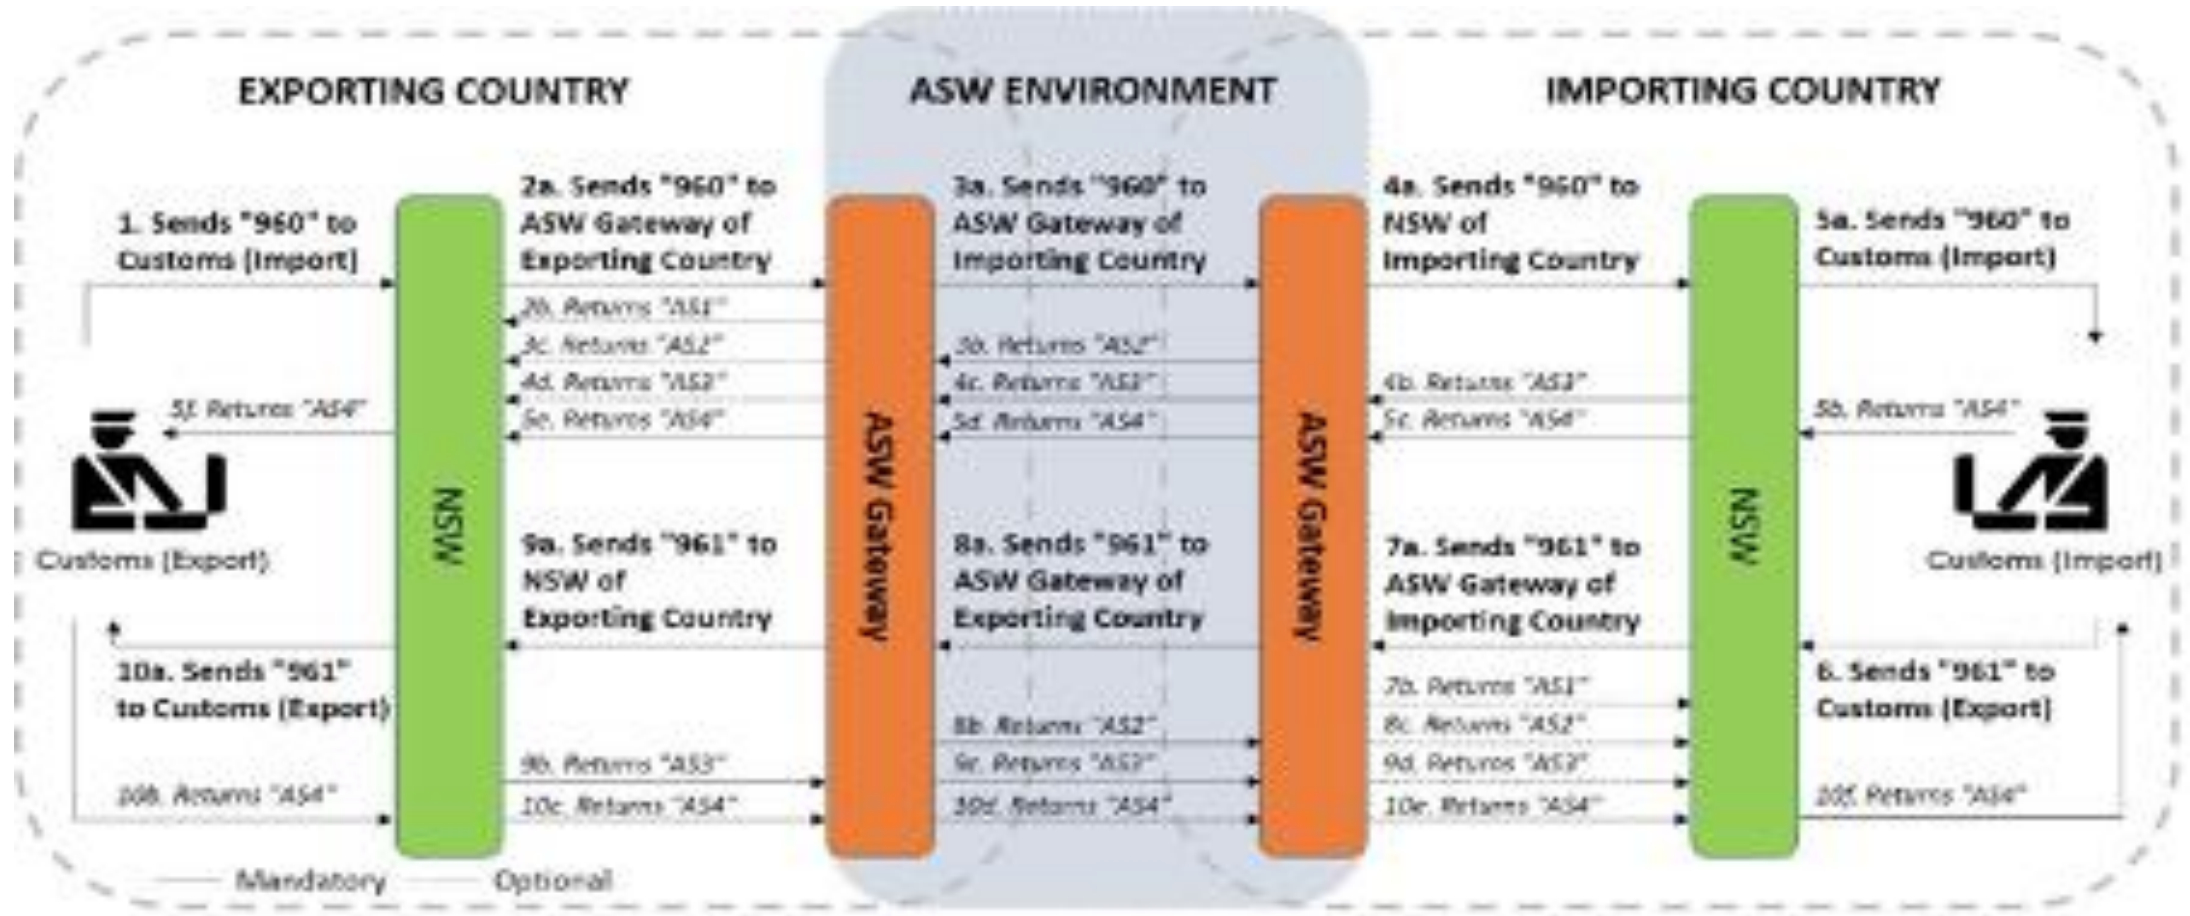 EXPORTING COUNTRY
ASW ENVIRONMENT
IMPORTING COUNTRY
1. Sends "960" to
Customs (Import)
2a. Sends "960" to
ASW Gateway of
Exporting Country
3a. Sends "960" to
ASW Gateway of
Importing Country
4a. Sends "960" to
NSW of
Importing Country
5a. Sends "960" to
Customs (Import)
2b. Returns "AS1"
3c. Returns "AS2"
4d. Returns "AS3"
5e. Returns "AS4"
3b. Returns "AS2"
4c. Returns "AS3"
5d. Returns "AS4"
4b. Returns "AS3"
5c. Returns "AS4"
5b. Returns "AS4"
5f. Returns "AS4"
NSW
ASW Gateway
ASW Gateway
NSW
Customs (Export)
Customs (Import)
9a. Sends "961" to
NSW of
Exporting Country
8a. Sends "961" to
ASW Gateway of
Exporting Country
7a. Sends "961" to
ASW Gateway of
Importing Country
10a. Sends "961"
to Customs (Export)
6. Sends "961" to
Customs (Export)
7b. Returns "AS1"
8b. Returns "AS2"
8c. Returns "AS2"
9b. Returns "AS3"
9c. Returns "AS3"
9d. Returns "AS3"
10b. Returns "AS4"
10c. Returns "AS4"
10d. Returns "AS4"
10e. Returns "AS4"
10f. Returns "AS4"
Mandatory
Optional